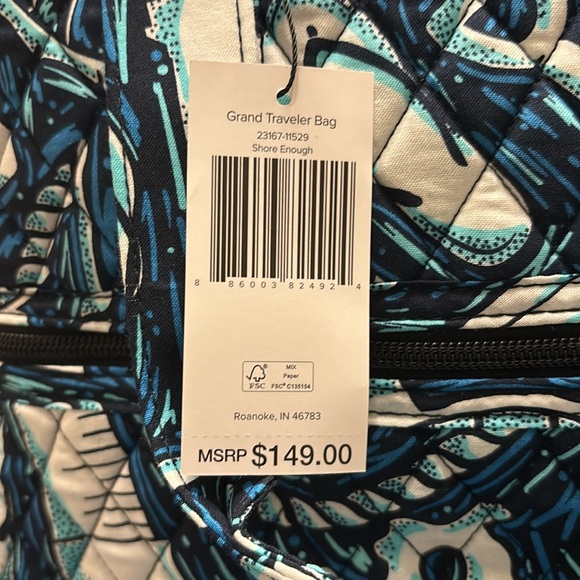 Grand Traveler Bag
23167-11529
Shore Enough
8 86003 82492 4
FSC
MIX
Paper
FSC® C135154
Roanoke, IN 46783
MSRP $149.00